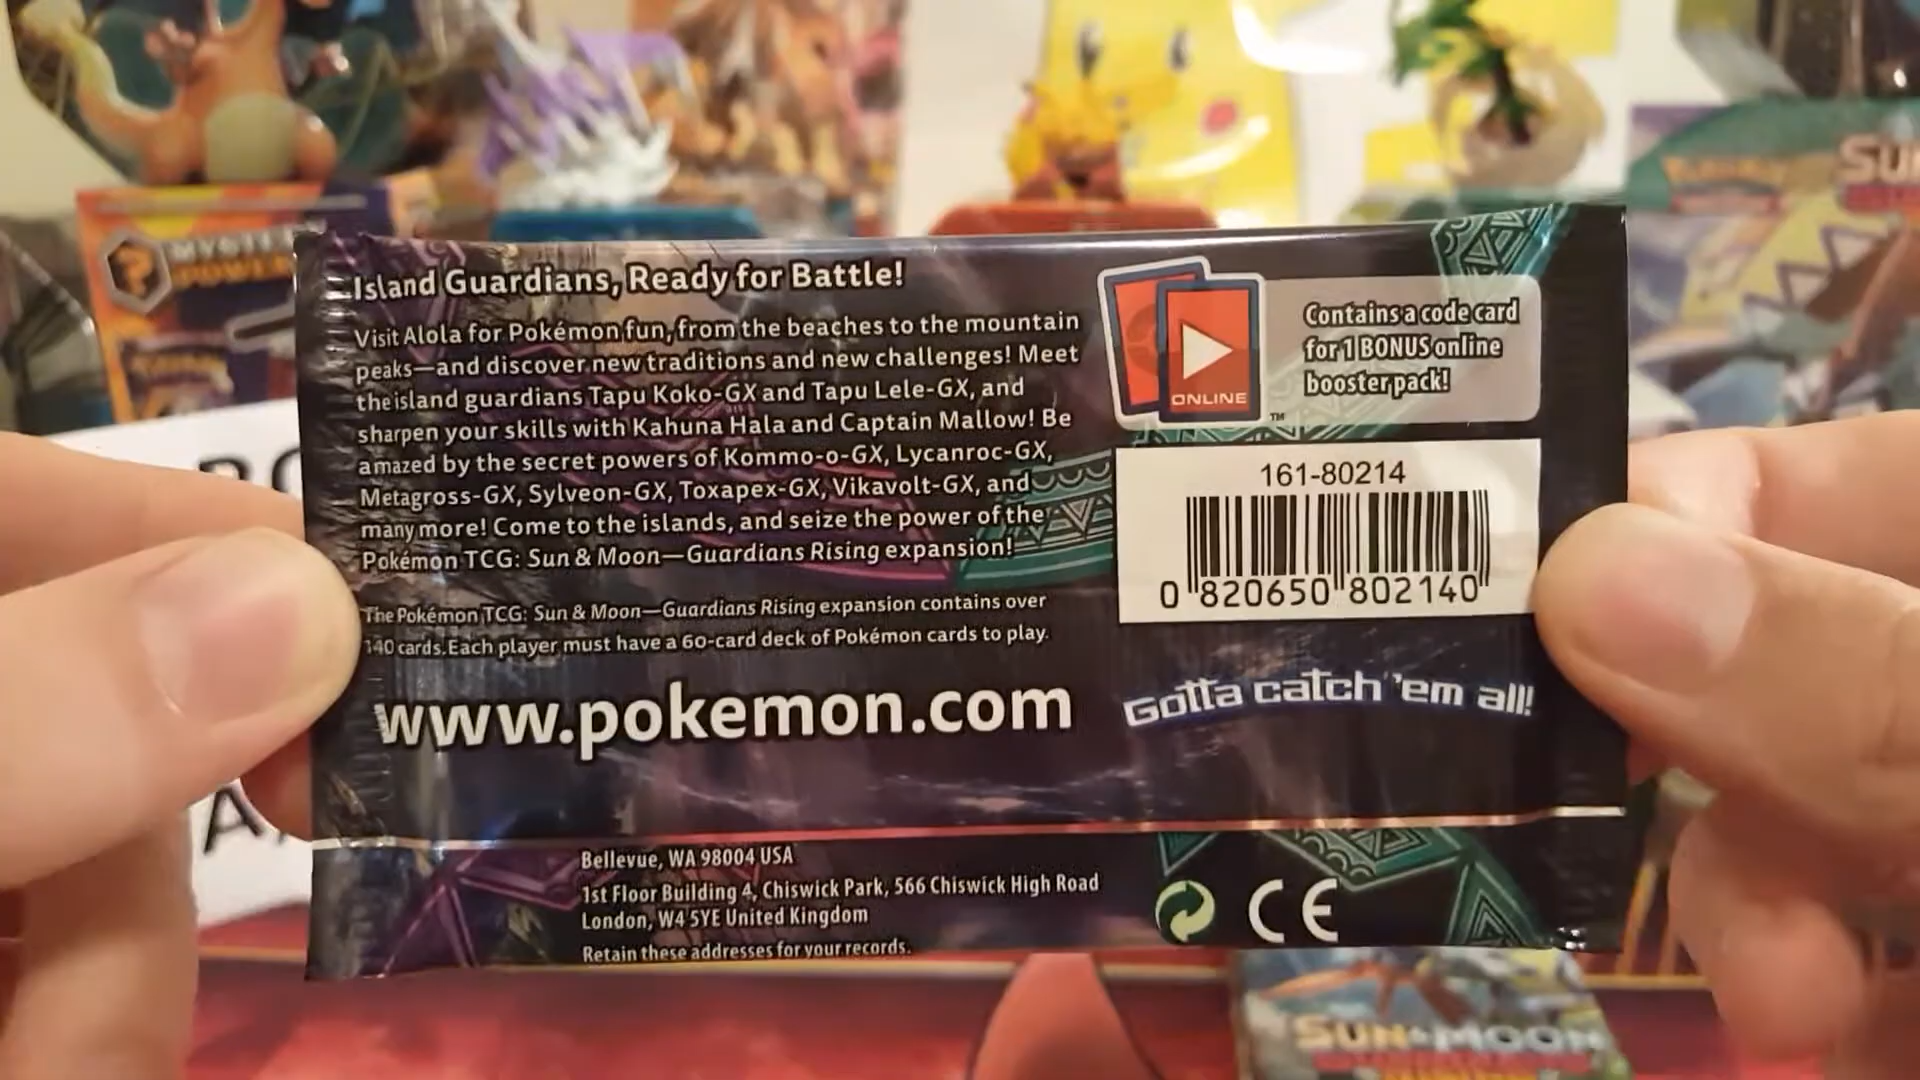 MYSTERY
POWER
SUN
Island Guardians, Ready for Battle!
Visit Alola for Pokémon fun, from the beaches to the mountain
peaks—and discover new traditions and new challenges! Meet
the island guardians Tapu Koko-GX and Tapu Lele-GX, and
sharpen your skills with Kahuna Hala and Captain Mallow! Be
amazed by the secret powers of Kommo-o-GX, Lycanroc-GX,
Metagross-GX, Sylveon-GX, Toxapex-GX, Vikavolt-GX, and
many more! Come to the islands, and seize the power of the
Pokémon TCG: Sun & Moon—Guardians Rising expansion!
The Pokémon TCG: Sun & Moon—Guardians Rising expansion contains over
140 cards. Each player must have a 60-card deck of Pokémon cards to play.
www.pokemon.com
ONLINE
TM
Contains a code card
for 1 BONUS online
booster pack!
161-80214
0 820650 802140
Gotta catch 'em all!
Bellevue, WA 98004 USA
1st Floor Building 4, Chiswick Park, 566 Chiswick High Road
London, W4 5YE United Kingdom
Retain these addresses for your records.
CE
SUN & MOON